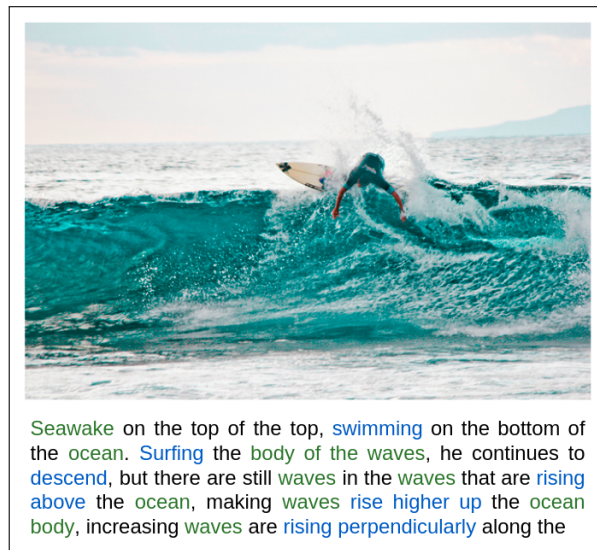 Seawake on the top of the top, swimming on the bottom of
the ocean. Surfing the body of the waves, he continues to
descend, but there are still waves in the waves that are rising
above the ocean, making waves rise higher up the ocean
body, increasing waves are rising perpendicularly along the